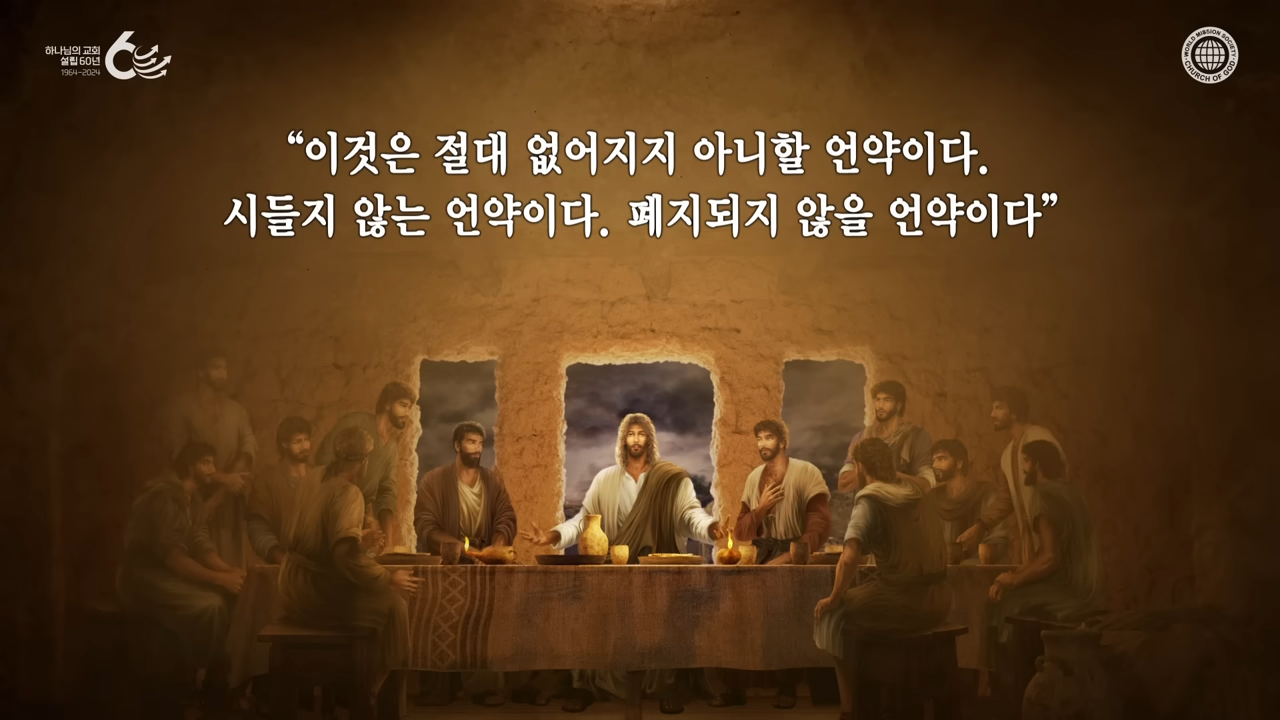 하나님의 교회
설립 60년
1964-2024
60
WORLD MISSION SOCIETY
CHURCH OF GOD
“이것은 절대 없어지지 아니할 언약이다.
시들지 않는 언약이다. 폐지되지 않을 언약이다”